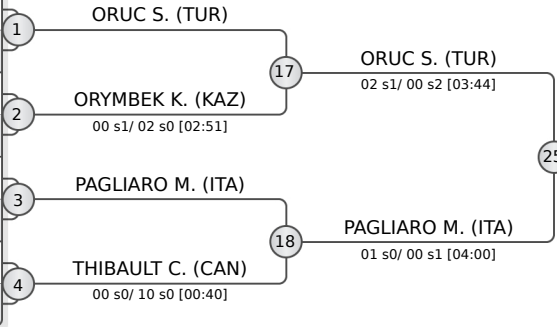 1
ORUC S. (TUR)
17
ORUC S. (TUR)
02 s1/ 00 s2 [03:44]
2
ORYMBEK K. (KAZ)
00 s1/ 02 s0 [02:51]
25
3
PAGLIARO M. (ITA)
18
PAGLIARO M. (ITA)
01 s0/ 00 s1 [04:00]
4
THIBAULT C. (CAN)
00 s0/ 10 s0 [00:40]